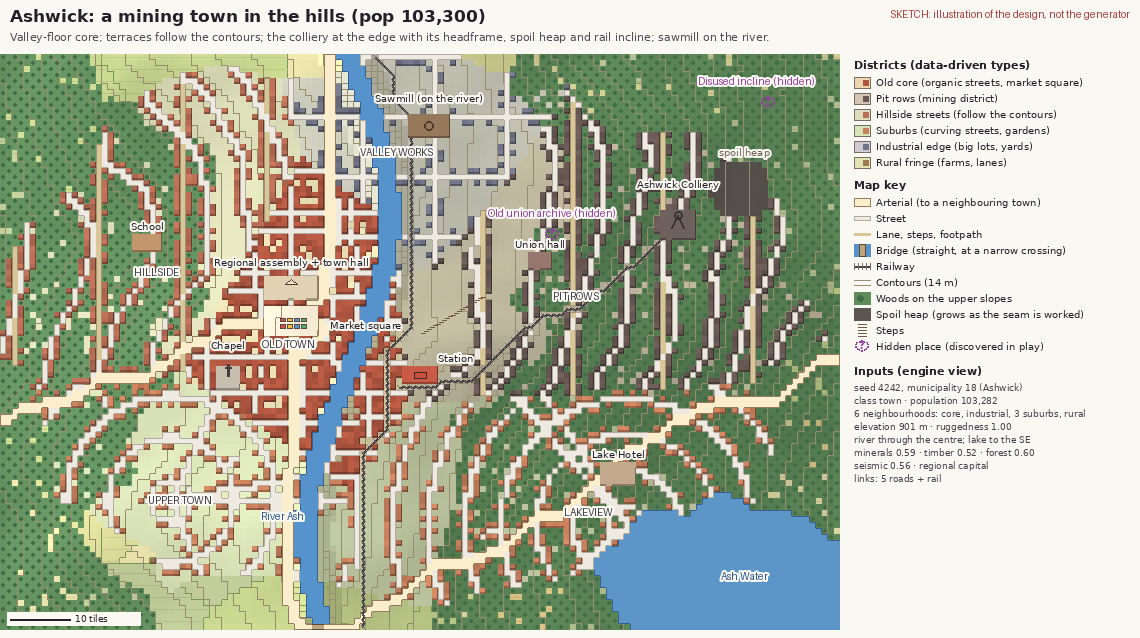 Ashwick: a mining town in the hills (pop 103,300)
SKETCH: illustration of the design, not the generator
Valley-floor core; terraces follow the contours; the colliery at the edge with its headframe, spoil heap and rail incline; sawmill on the river.
Disused incline (hidden)
Sawmill (on the river)
VALLEY WORKS
spoil heap
Ashwick Colliery
Old union archive (hidden)
School
Union hall
Regional assembly + town hall
HILLSIDE
PIT ROWS
Market square
Chapel
OLD TOWN
Station
Lake Hotel
UPPER TOWN
River Ash
LAKEVIEW
Ash Water
10 tiles
Districts (data-driven types)
Old core (organic streets, market square)
Pit rows (mining district)
Hillside streets (follow the contours)
Suburbs (curving streets, gardens)
Industrial edge (big lots, yards)
Rural fringe (farms, lanes)
Map key
Arterial (to a neighbouring town)
Street
Lane, steps, footpath
Bridge (straight, at a narrow crossing)
Railway
Contours (14 m)
Woods on the upper slopes
Spoil heap (grows as the seam is worked)
Steps
? Hidden place (discovered in play)
Inputs (engine view)
seed 4242, municipality 18 (Ashwick)
class town · population 103,282
6 neighbourhoods: core, industrial, 3 suburbs, rural
elevation 901 m · ruggedness 1.00
river through the centre; lake to the SE
minerals 0.59 · timber 0.52 · forest 0.60
seismic 0.56 · regional capital
links: 5 roads + rail